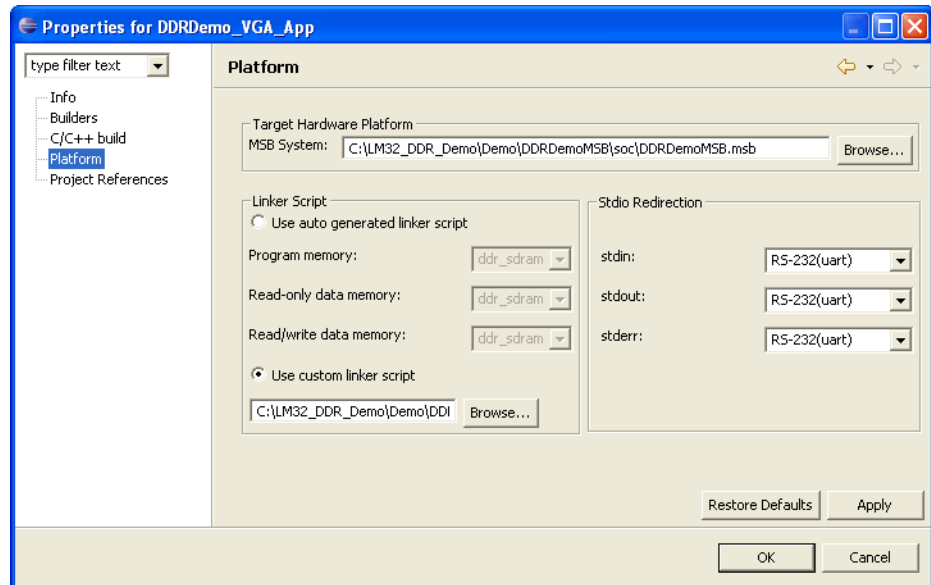 Properties for DDRDemo_VGA_App
type filter text
Info
Builders
C/C++ build
Platform
Project References
Platform
Target Hardware Platform
MSB System: C:\LM32_DDR_Demo\Demo\DDRDemoMSB\soc\DDRDemoMSB.msb Browse...
Linker Script
Use auto generated linker script
Program memory: ddr_sdram
Read-only data memory: ddr_sdram
Read/write data memory: ddr_sdram
Use custom linker script
C:\LM32_DDR_Demo\Demo\DDI Browse...
Stdio Redirection
stdin: RS-232(uart)
stdout: RS-232(uart)
stderr: RS-232(uart)
Restore Defaults Apply
OK Cancel